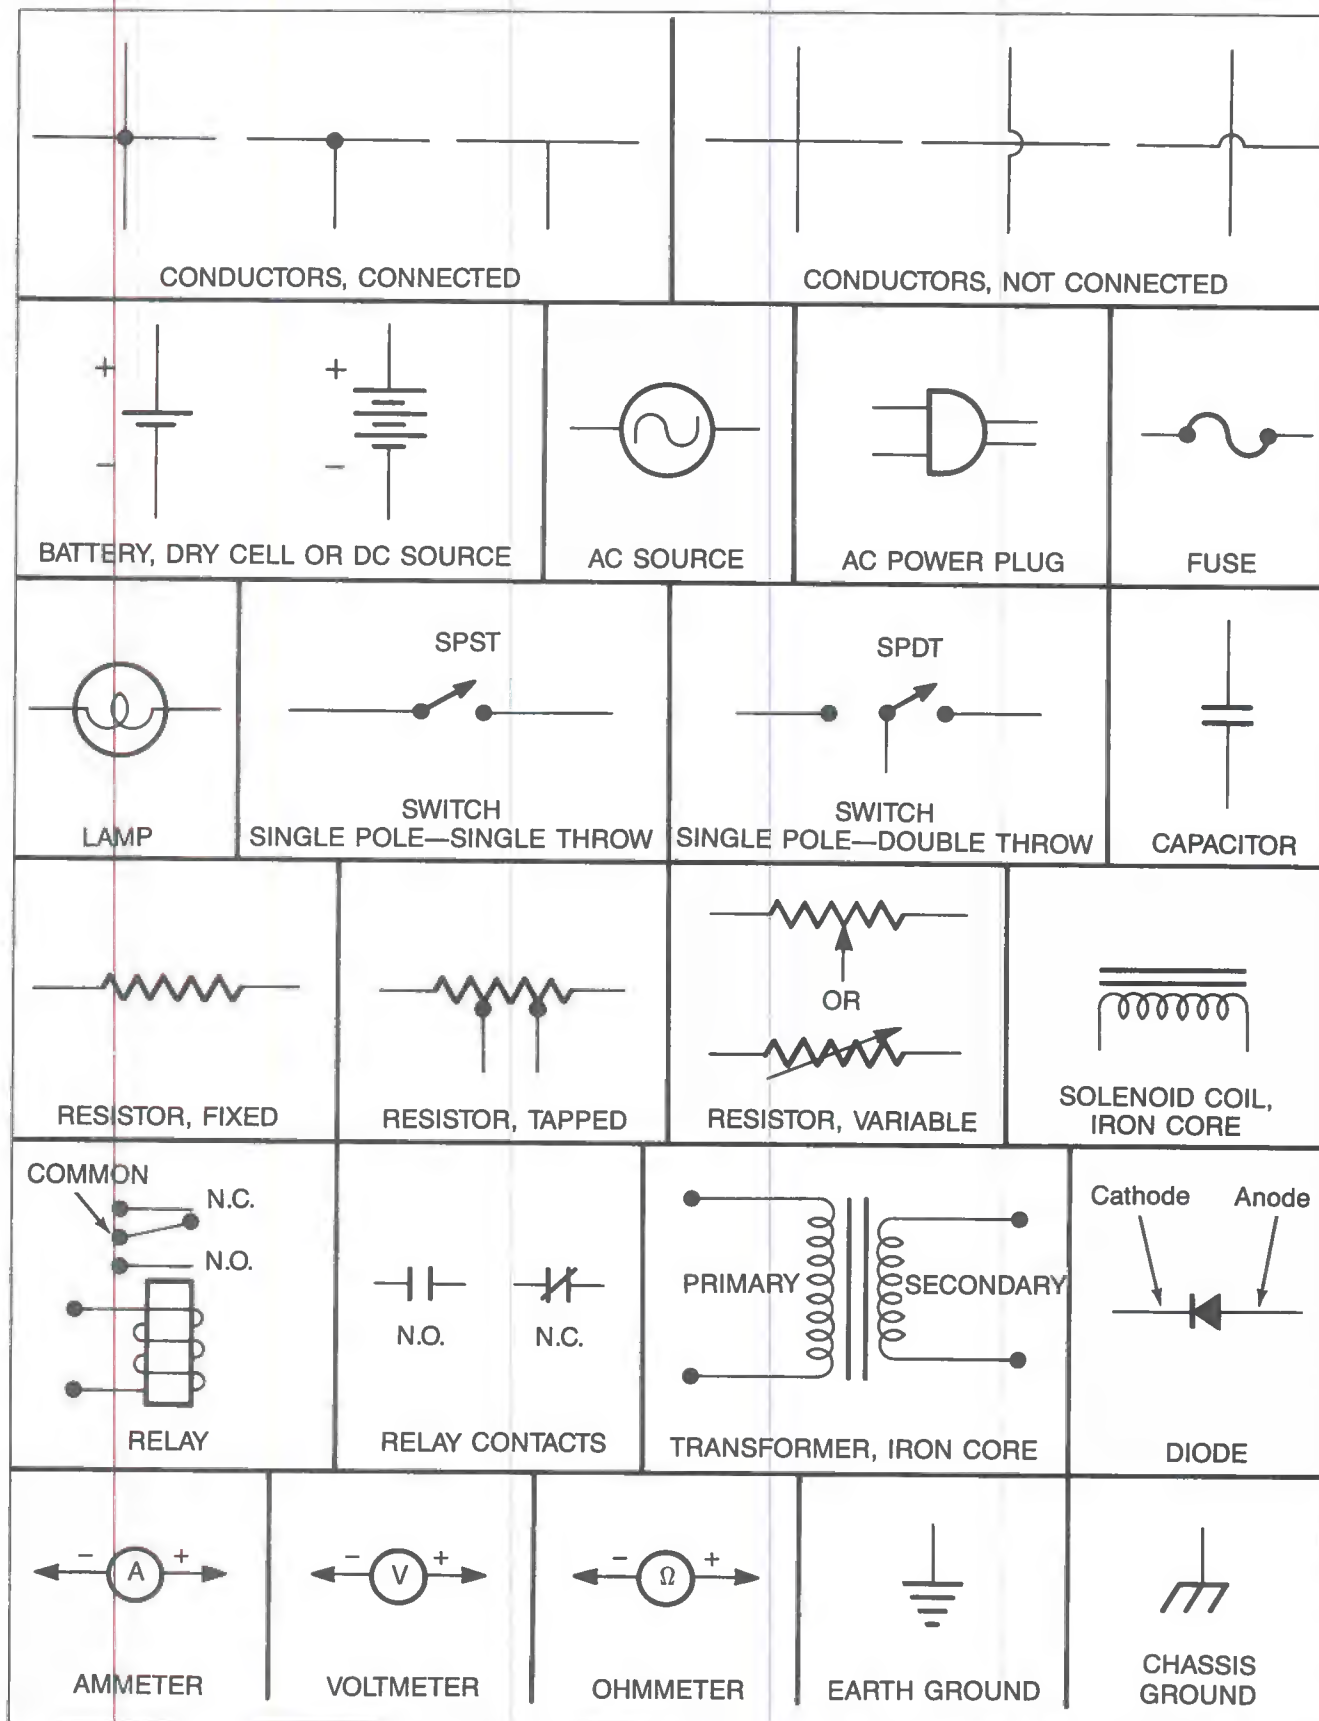 CONDUCTORS, CONNECTED
CONDUCTORS, NOT CONNECTED
+
+
−
−
BATTERY, DRY CELL OR DC SOURCE
AC SOURCE
AC POWER PLUG
FUSE
LAMP
SPST
SWITCH
SINGLE POLE—SINGLE THROW
SPDT
SWITCH
SINGLE POLE—DOUBLE THROW
CAPACITOR
RESISTOR, FIXED
RESISTOR, TAPPED
OR
RESISTOR, VARIABLE
SOLENOID COIL,
IRON CORE
COMMON
N.C.
N.O.
RELAY
N.O.
N.C.
RELAY CONTACTS
PRIMARY
SECONDARY
TRANSFORMER, IRON CORE
Cathode
Anode
DIODE
− A +
AMMETER
− V +
VOLTMETER
− Ω +
OHMMETER
EARTH GROUND
CHASSIS
GROUND